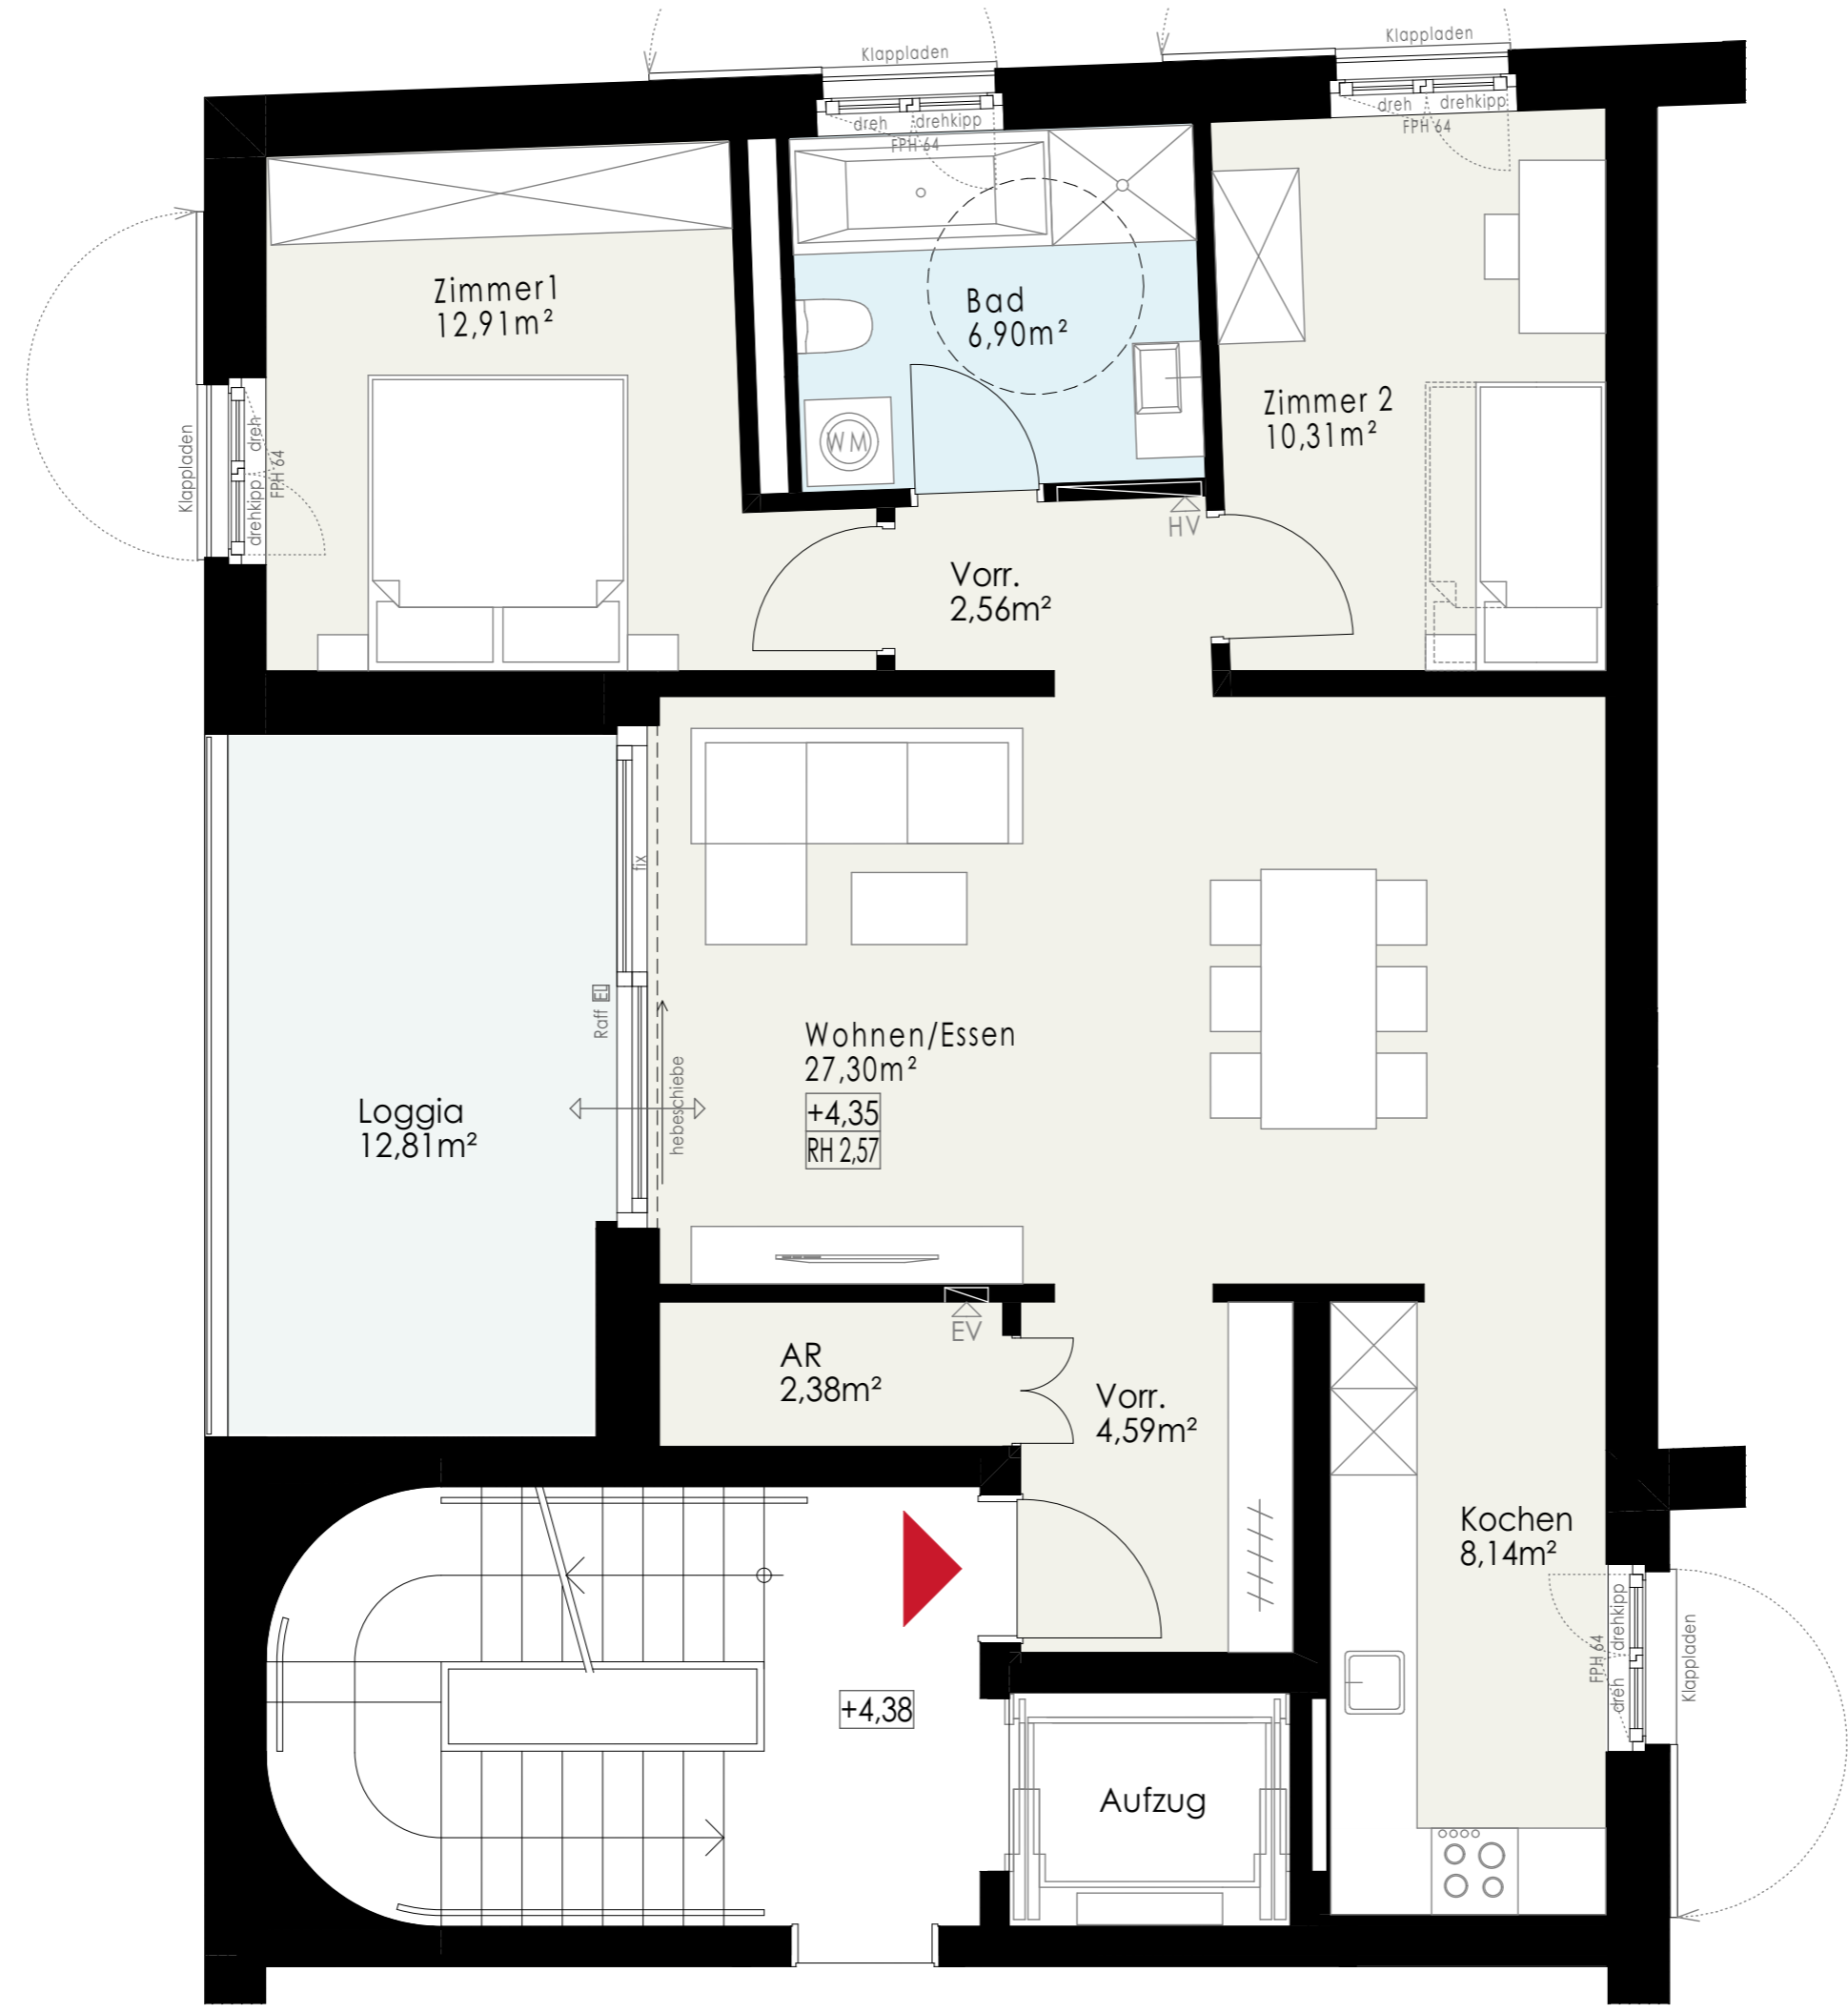 Klappladen
Klappladen
dreh
drehkipp
FPH 64
dreh
drehkipp
FPH 64
Zimmer1
12,91m²
Bad
6,90m²
Zimmer 2
10,31m²
WM
Klappladen
drehkipp
dreh
FPH 64
HV
Vorr.
2,56m²
fix
Raff EL
hebeschiebe
Wohnen/Essen
27,30m²
+4,35
RH 2,57
Loggia
12,81m²
EV
AR
2,38m²
Vorr.
4,59m²
Kochen
8,14m²
FPH 64
dreh
drehkipp
Klappladen
+4,38
Aufzug